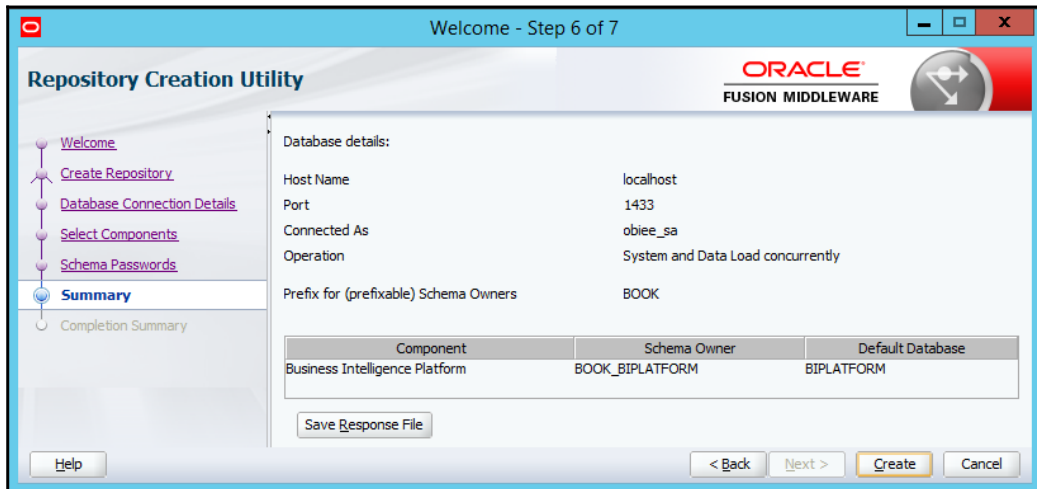 Welcome - Step 6 of 7
Repository Creation Utility
ORACLE
FUSION MIDDLEWARE
Welcome
Create Repository
Database Connection Details
Select Components
Schema Passwords
Summary
Completion Summary
Database details:
Host Name localhost
Port 1433
Connected As obiee_sa
Operation System and Data Load concurrently
Prefix for (prefixable) Schema Owners BOOK
Component Schema Owner Default Database
Business Intelligence Platform BOOK_BIPLATFORM BIPLATFORM
Save Response File
Help < Back Next > Create Cancel